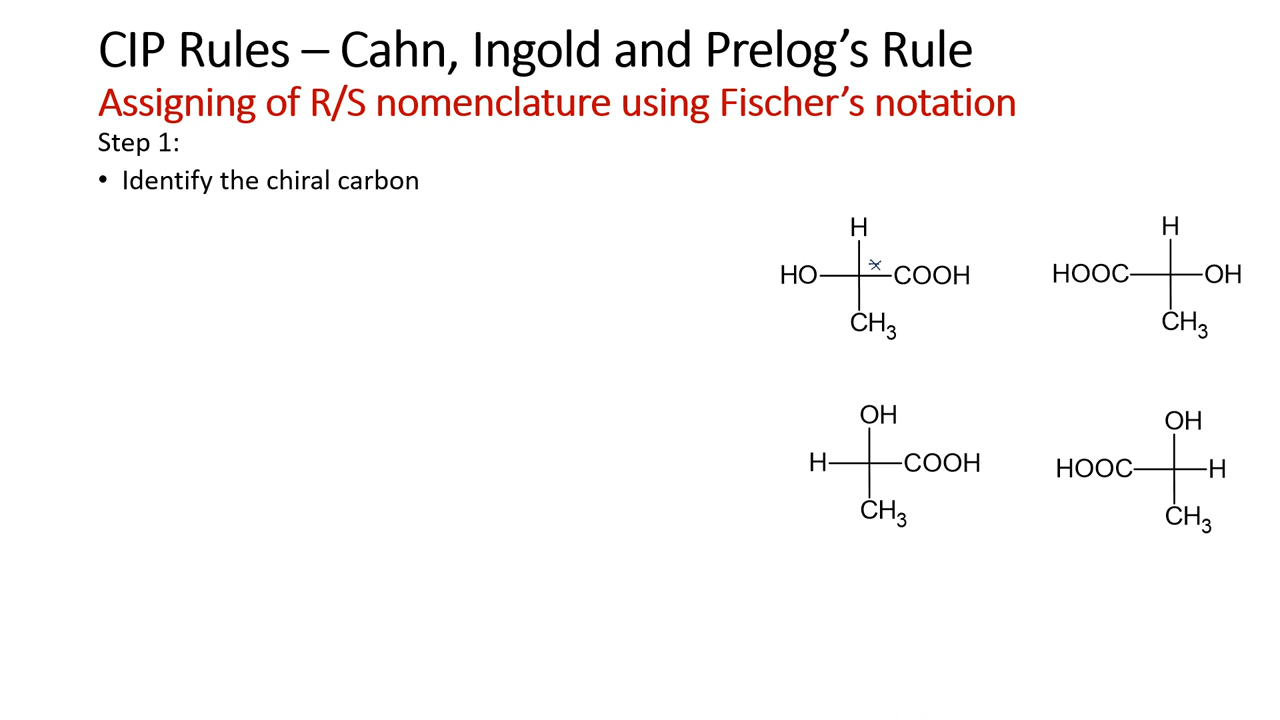 CIP Rules – Cahn, Ingold and Prelog’s Rule
Assigning of R/S nomenclature using Fischer’s notation
Step 1:
• Identify the chiral carbon
H
HO COOH
CH3
H
HOOC OH
CH3
OH
H COOH
CH3
OH
HOOC H
CH3